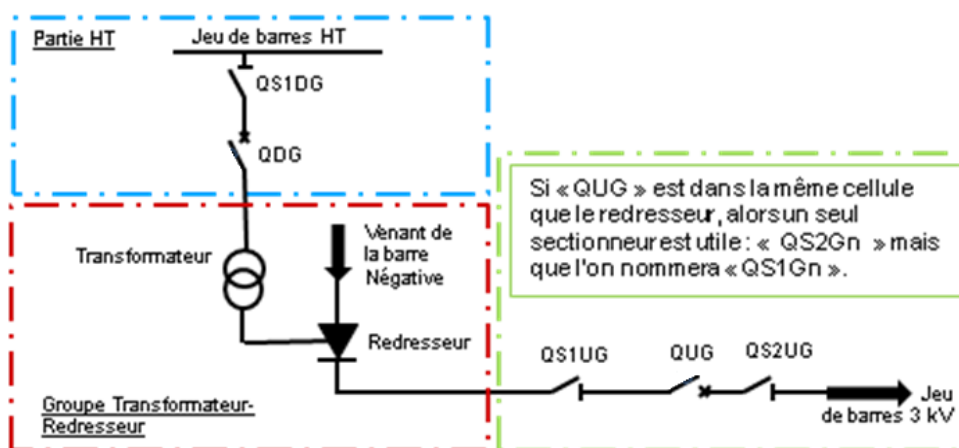 Partie HT
Jeu de barres HT
QS1DG
QDG
Si « QUG » est dans la même cellule
que le redresseur, alors un seul
sectionneur est utile : « QS2Gn » mais
que l'on nommera « QS1Gn ».
Transformateur
Venant de
la barre
Négative
Redresseur
QS1UG
QUG
QS2UG
Jeu
de barres 3 kV
Groupe Transformateur-
Redresseur